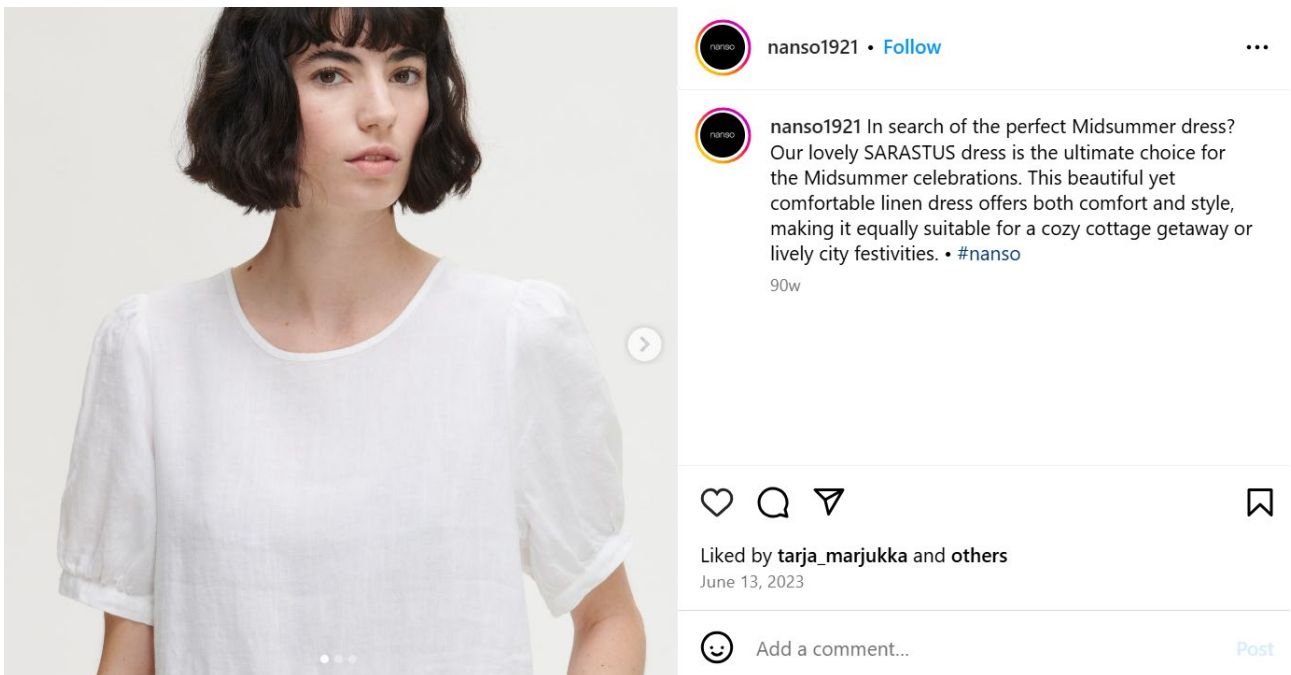 nanso
nanso1921 • Follow
nanso
nanso1921 In search of the perfect Midsummer dress?
Our lovely SARASTUS dress is the ultimate choice for
the Midsummer celebrations. This beautiful yet
comfortable linen dress offers both comfort and style,
making it equally suitable for a cozy cottage getaway or
lively city festivities. • #nanso
90w
Liked by tarja_marjukka and others
June 13, 2023
Add a comment...
Post